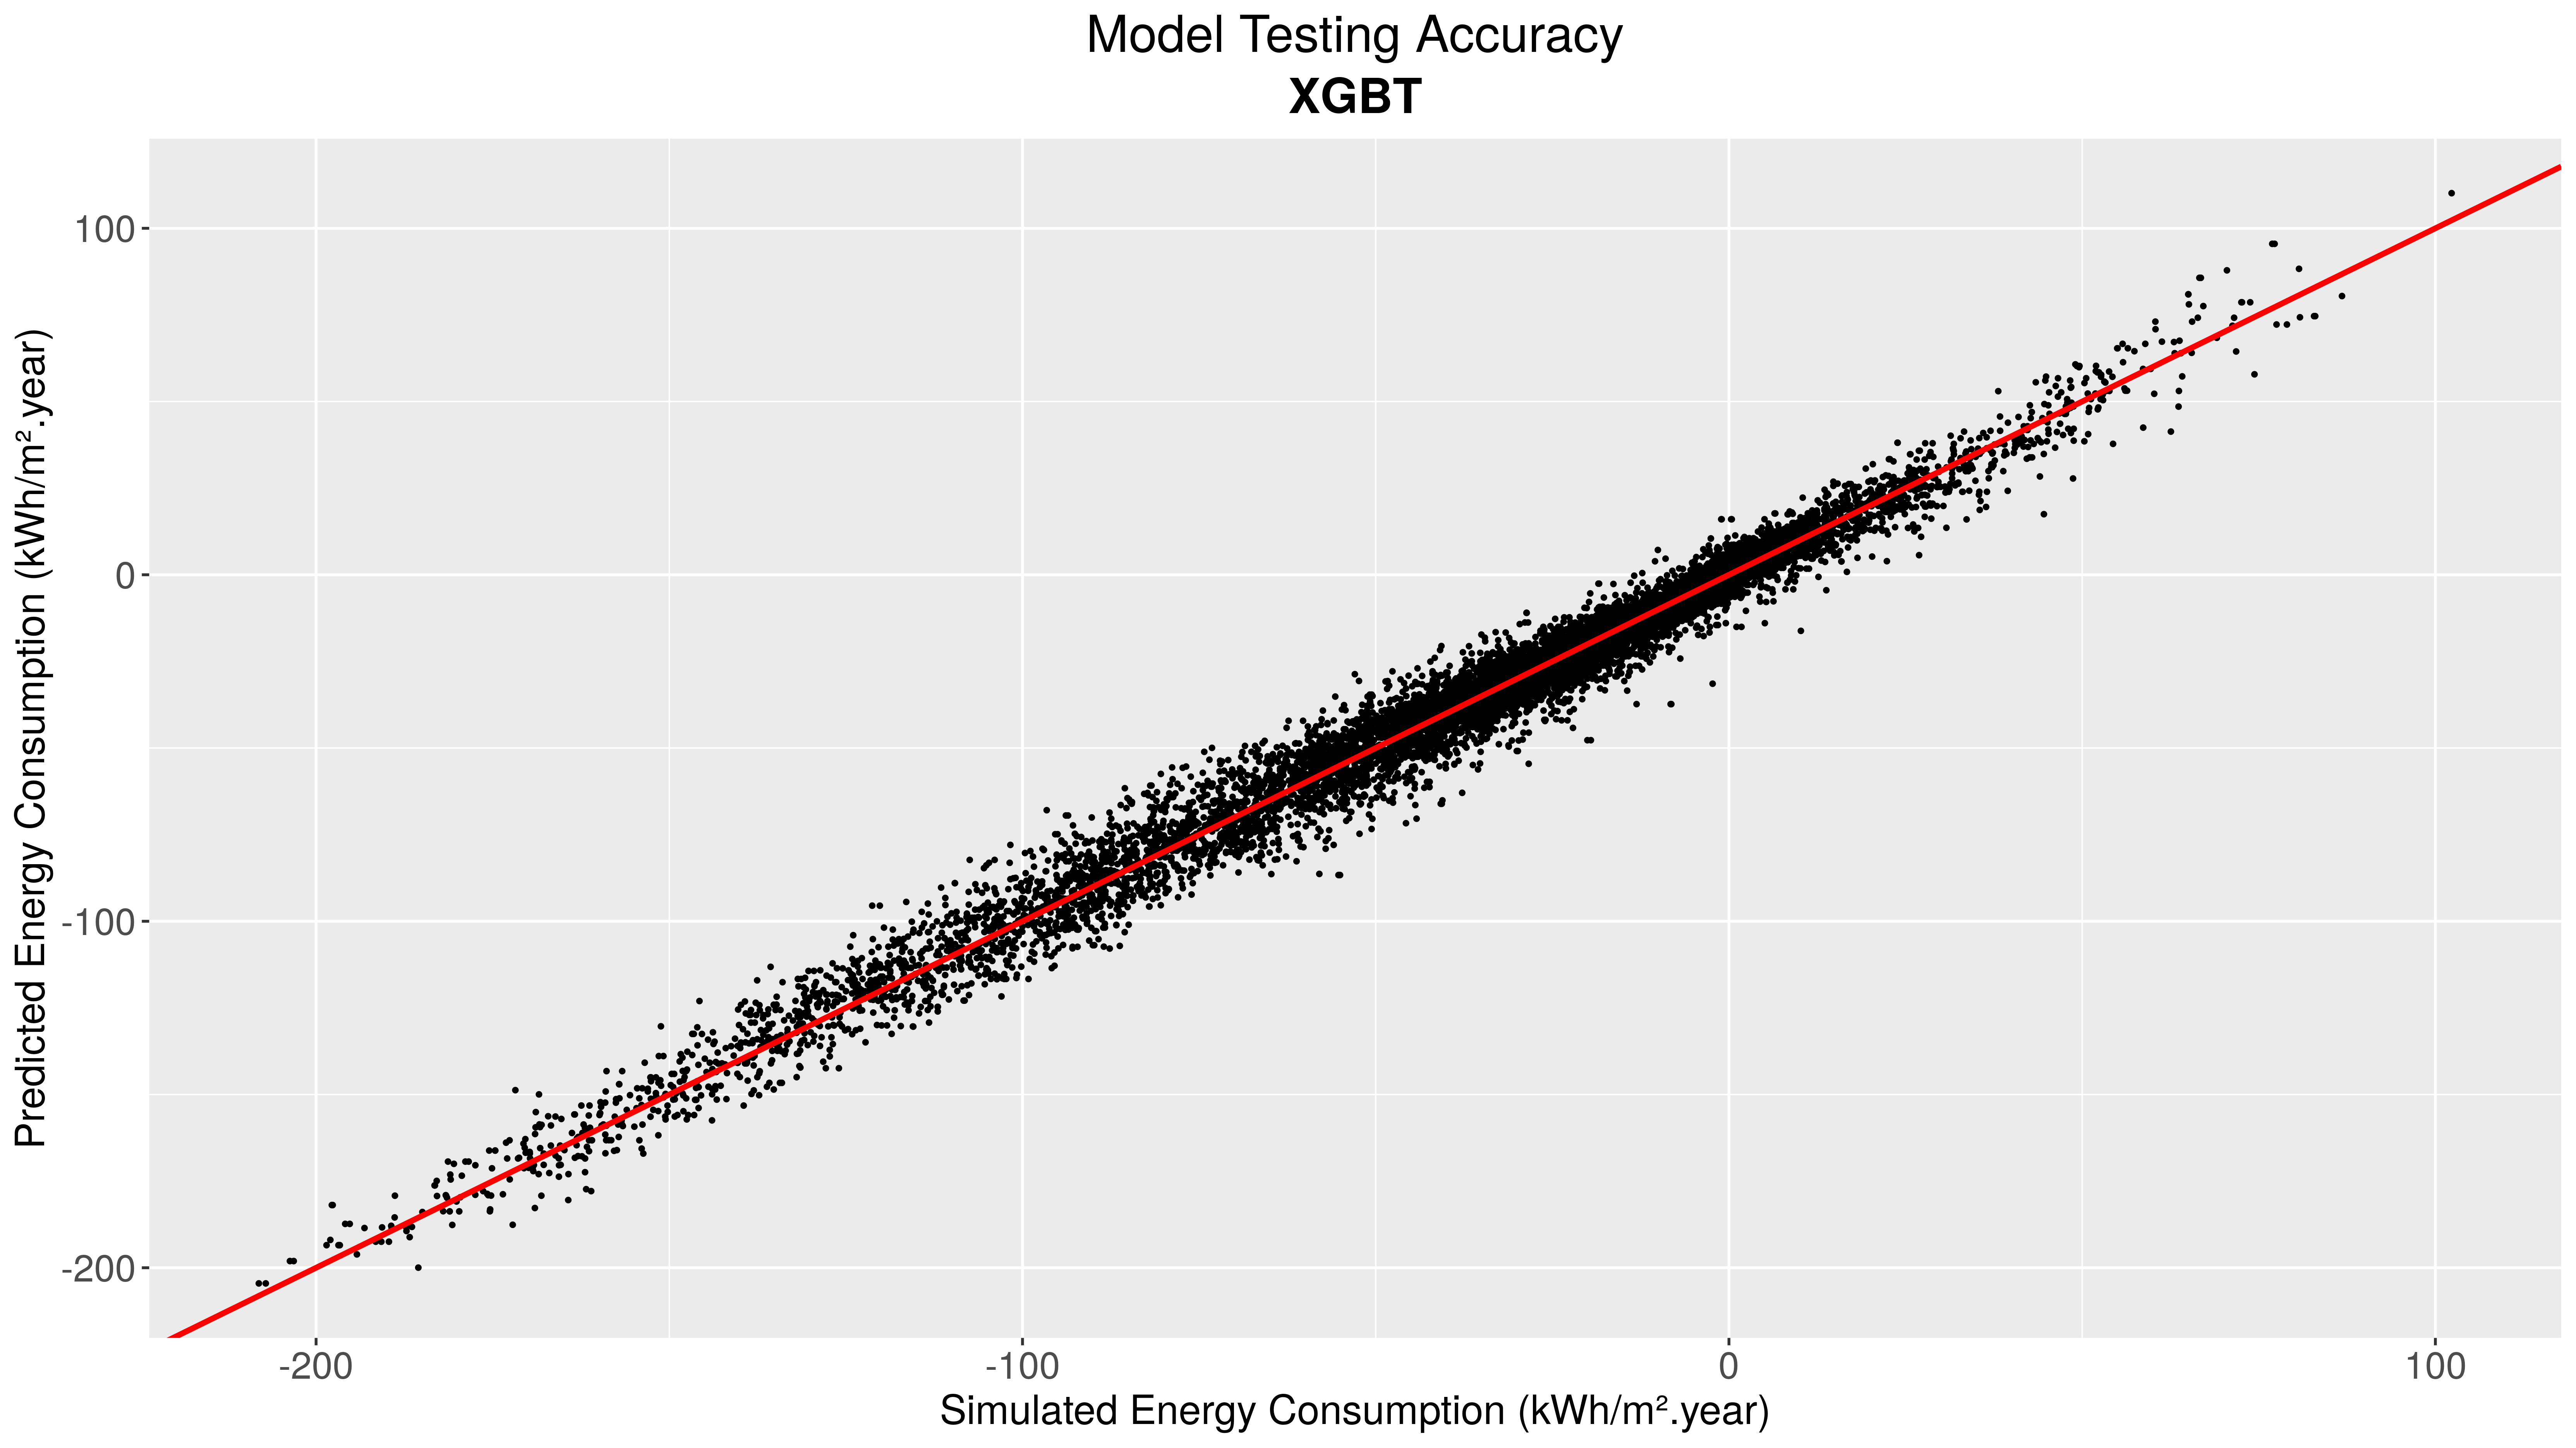 Model Testing Accuracy
XGBT
Predicted Energy Consumption (kWh/m².year)
100
0
-100
-200
-200
-100
0
100
Simulated Energy Consumption (kWh/m².year)